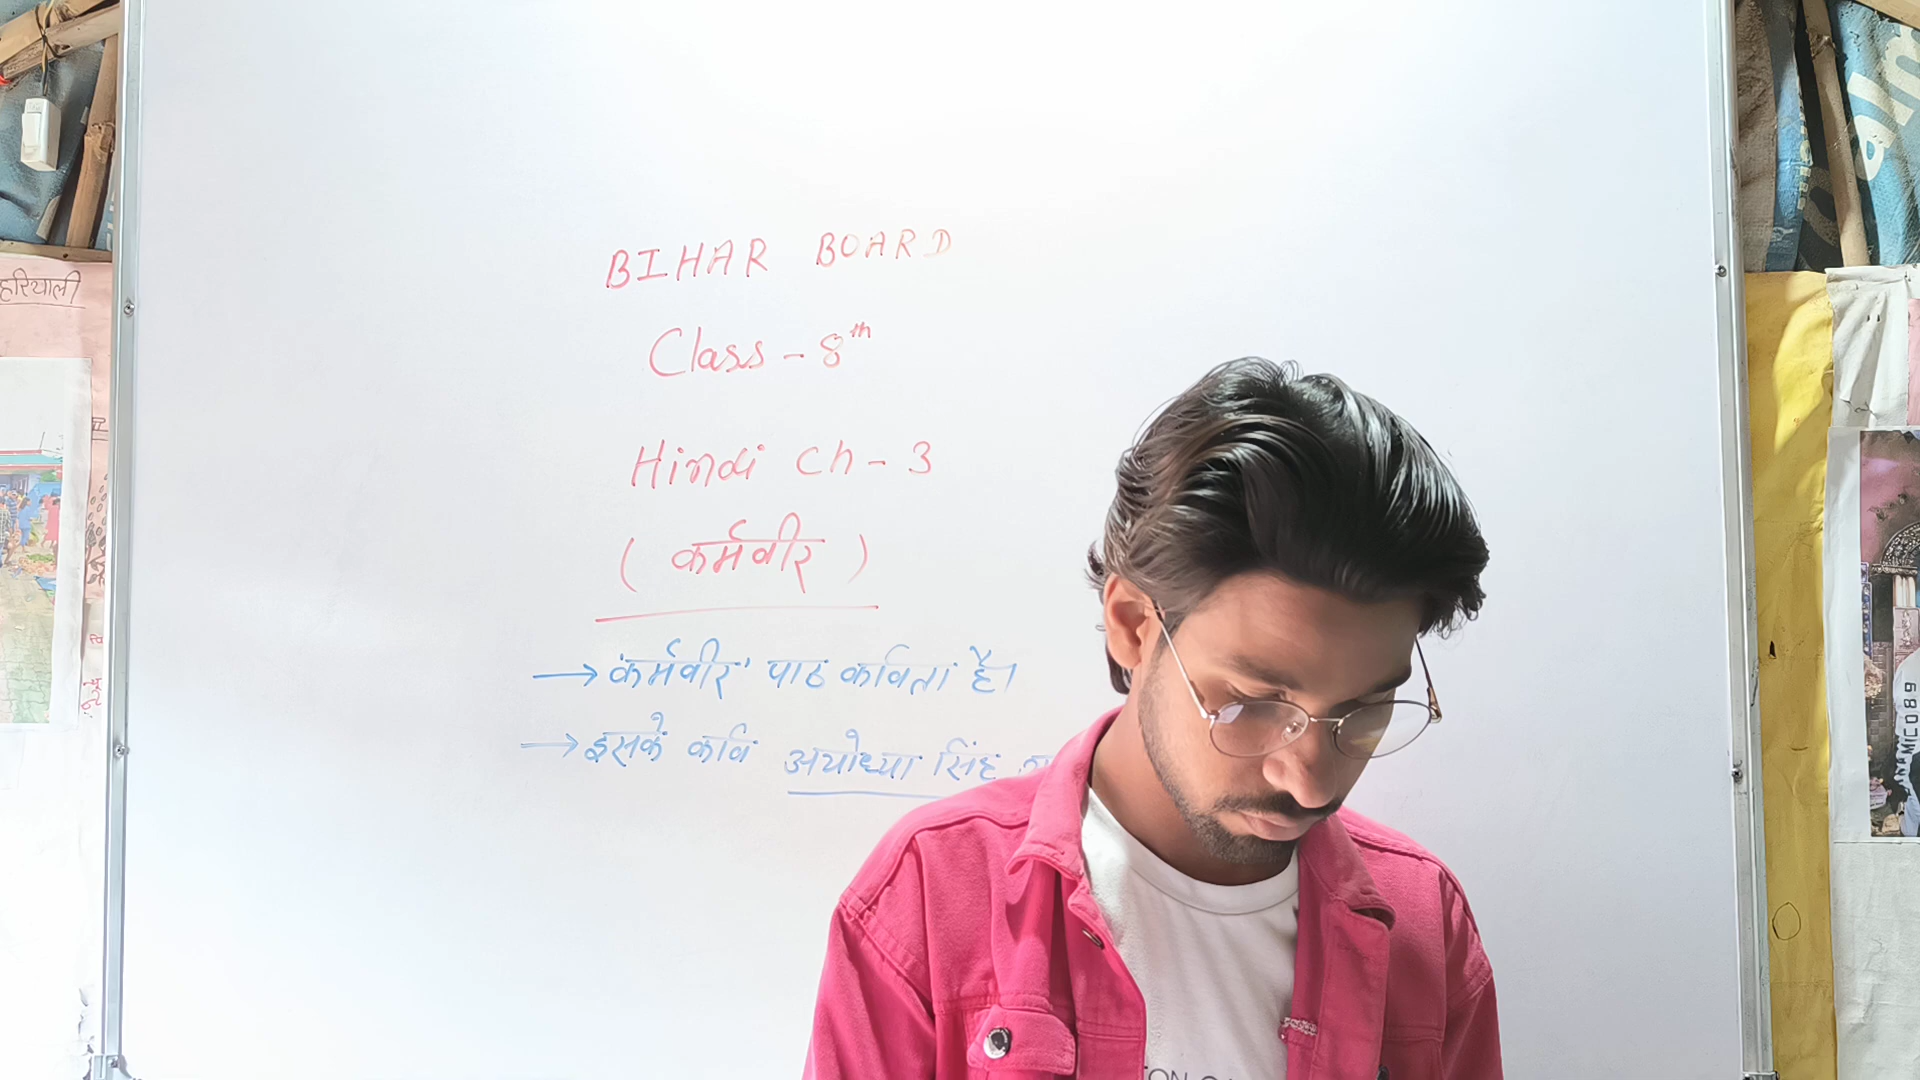 BIHAR BOARD
Class - 8th
Hindi Ch - 3
( कर्मवीर )
→ 'कर्मवीर' पाठ कविता है।
→ इसके कवि अयोध्या सिंह
हरियाली